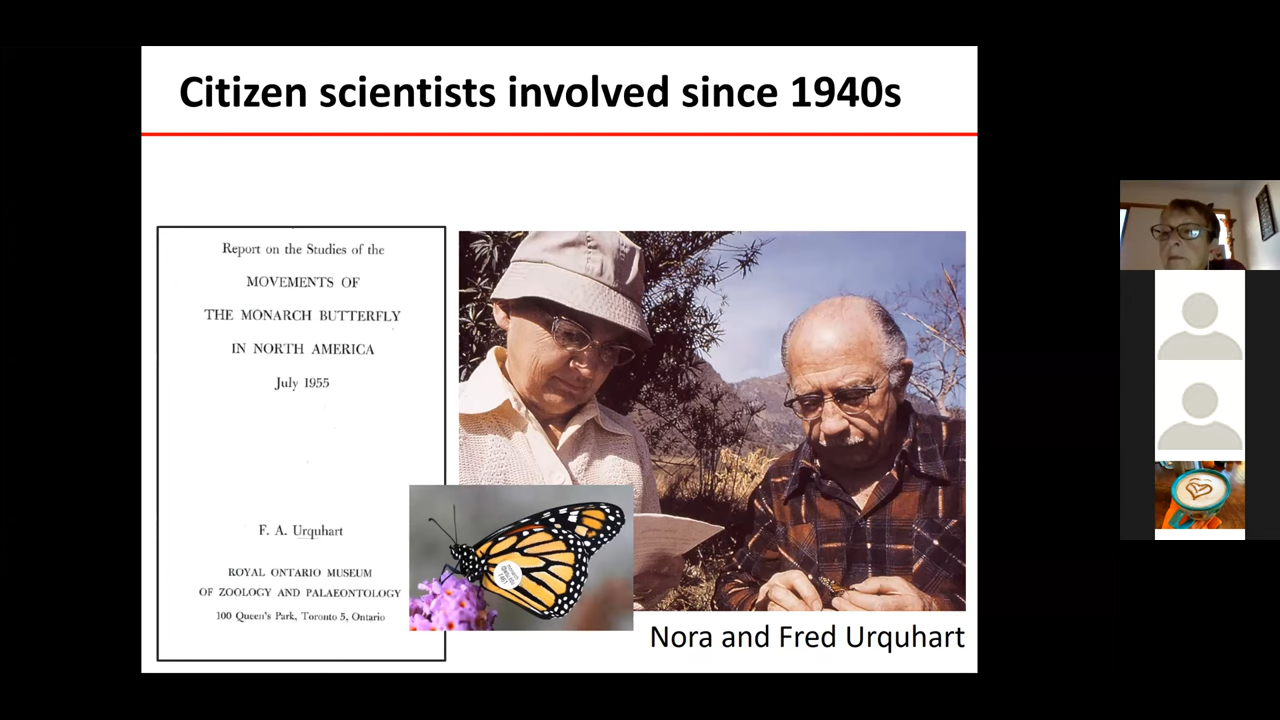 Citizen scientists involved since 1940s
Report on the Studies of the
MOVEMENTS OF
THE MONARCH BUTTERFLY
IN NORTH AMERICA
July 1955
F. A. Urquhart
ROYAL ONTARIO MUSEUM
OF ZOOLOGY AND PALAEONTOLOGY
100 Queen's Park, Toronto 5, Ontario
Nora and Fred Urquhart